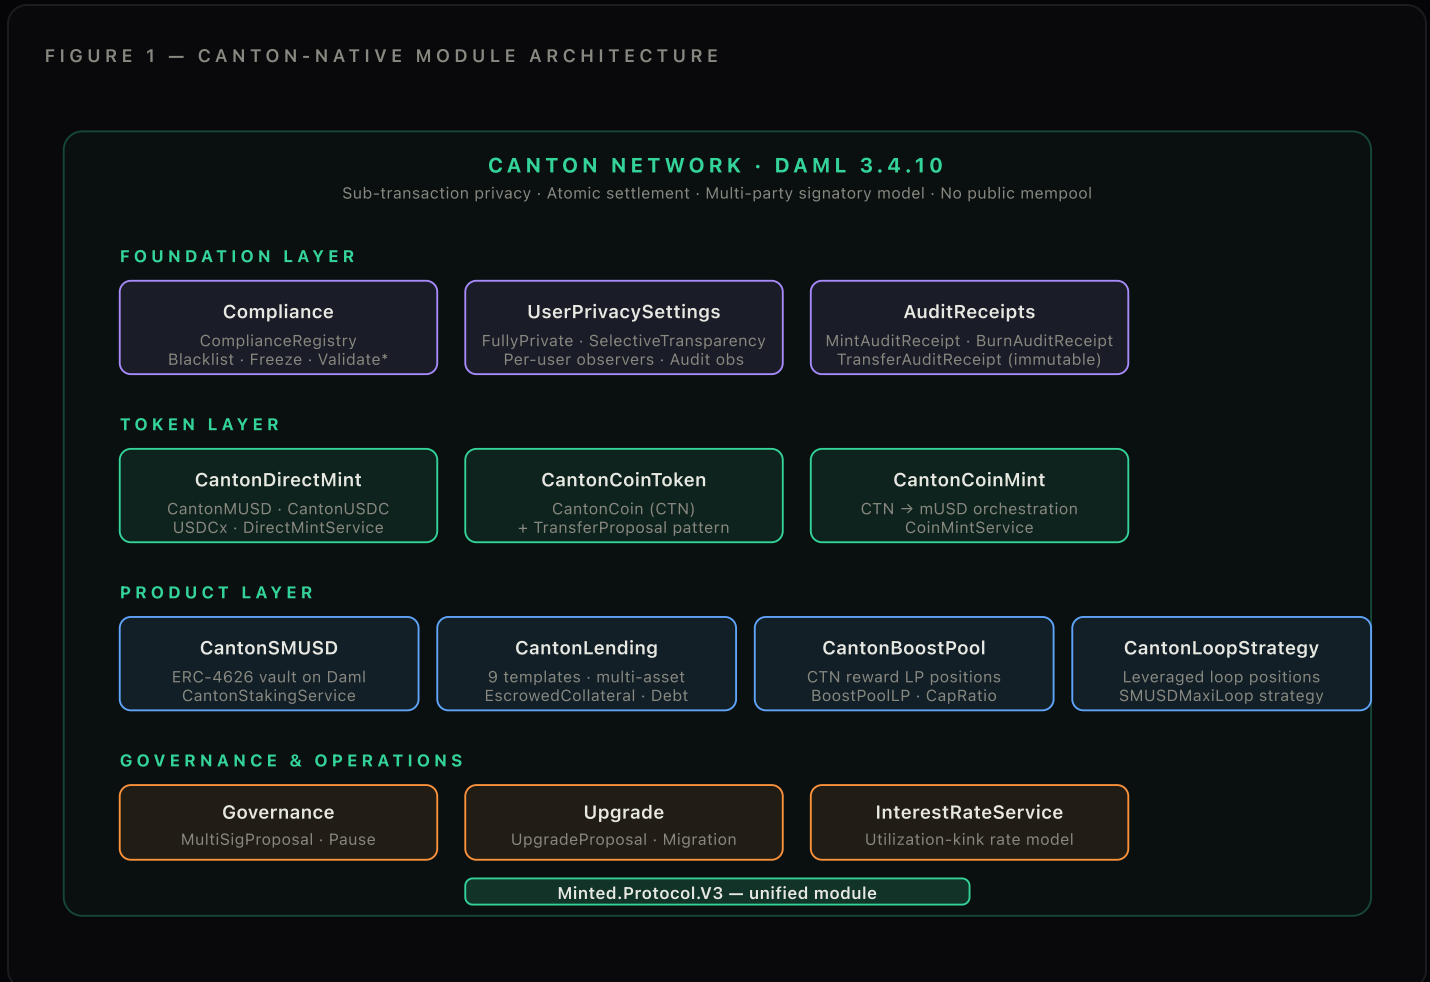 FIGURE 1 — CANTON-NATIVE MODULE ARCHITECTURE
CANTON NETWORK · DAML 3.4.10
Sub-transaction privacy · Atomic settlement · Multi-party signatory model · No public mempool
FOUNDATION LAYER
Compliance
ComplianceRegistry
Blacklist · Freeze · Validate*
UserPrivacySettings
FullyPrivate · SelectiveTransparency
Per-user observers · Audit obs
AuditReceipts
MintAuditReceipt · BurnAuditReceipt
TransferAuditReceipt (immutable)
TOKEN LAYER
CantonDirectMint
CantonMUSD · CantonUSDC
USDCx · DirectMintService
CantonCoinToken
CantonCoin (CTN)
+ TransferProposal pattern
CantonCoinMint
CTN → mUSD orchestration
CoinMintService
PRODUCT LAYER
CantonSMUSD
ERC-4626 vault on Daml
CantonStakingService
CantonLending
9 templates · multi-asset
EscrowedCollateral · Debt
CantonBoostPool
CTN reward LP positions
BoostPoolLP · CapRatio
CantonLoopStrategy
Leveraged loop positions
SMUSDMaxiLoop strategy
GOVERNANCE & OPERATIONS
Governance
MultiSigProposal · Pause
Upgrade
UpgradeProposal · Migration
InterestRateService
Utilization-kink rate model
Minted.Protocol.V3 — unified module